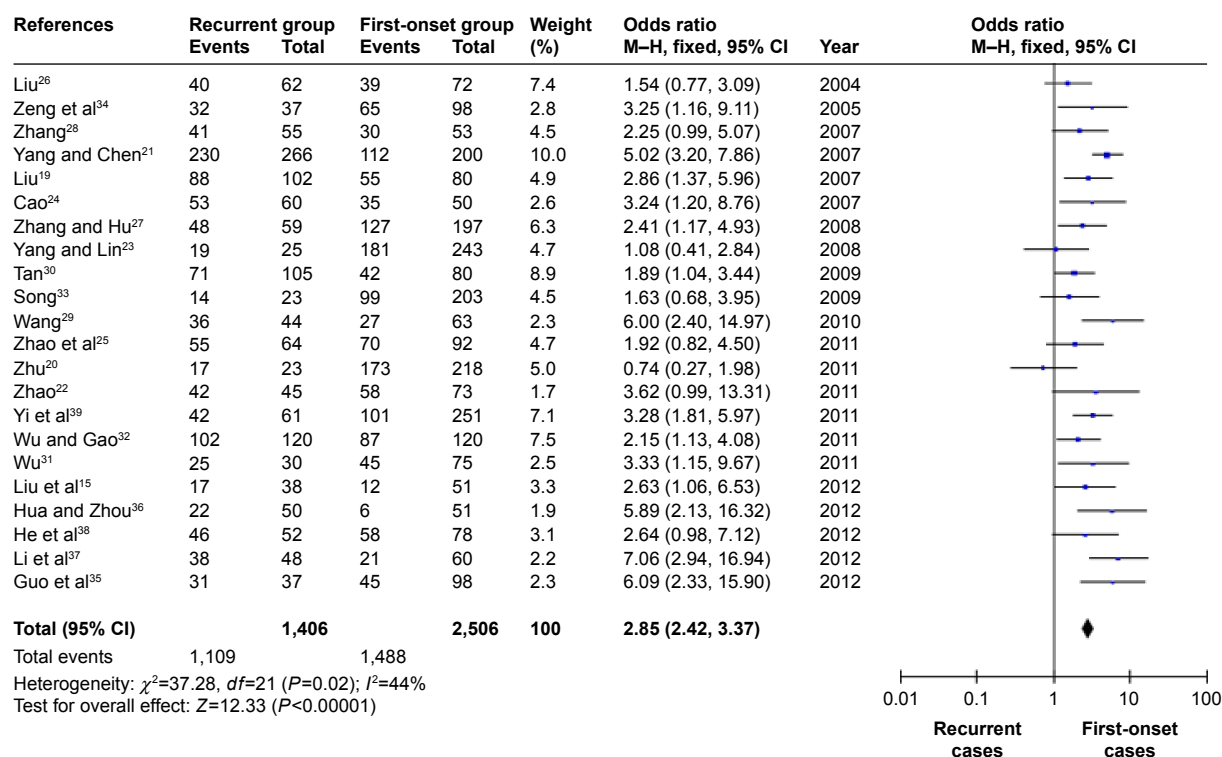 References Recurrent group First-onset group Weight Odds ratio Odds ratio
Events Total Events Total (%) M–H, fixed, 95% CI Year M–H, fixed, 95% CI
Liu26 40 62 39 72 7.4 1.54 (0.77, 3.09) 2004
Zeng et al34 32 37 65 98 2.8 3.25 (1.16, 9.11) 2005
Zhang28 41 55 30 53 4.5 2.25 (0.99, 5.07) 2007
Yang and Chen21 230 266 112 200 10.0 5.02 (3.20, 7.86) 2007
Liu19 88 102 55 80 4.9 2.86 (1.37, 5.96) 2007
Cao24 53 60 35 50 2.6 3.24 (1.20, 8.76) 2007
Zhang and Hu27 48 59 127 197 6.3 2.41 (1.17, 4.93) 2008
Yang and Lin23 19 25 181 243 4.7 1.08 (0.41, 2.84) 2008
Tan30 71 105 42 80 8.9 1.89 (1.04, 3.44) 2009
Song33 14 23 99 203 4.5 1.63 (0.68, 3.95) 2009
Wang29 36 44 27 63 2.3 6.00 (2.40, 14.97) 2010
Zhao et al25 55 64 70 92 4.7 1.92 (0.82, 4.50) 2011
Zhu20 17 23 173 218 5.0 0.74 (0.27, 1.98) 2011
Zhao22 42 45 58 73 1.7 3.62 (0.99, 13.31) 2011
Yi et al39 42 61 101 251 7.1 3.28 (1.81, 5.97) 2011
Wu and Gao32 102 120 87 120 7.5 2.15 (1.13, 4.08) 2011
Wu31 25 30 45 75 2.5 3.33 (1.15, 9.67) 2011
Liu et al15 17 38 12 51 3.3 2.63 (1.06, 6.53) 2012
Hua and Zhou36 22 50 6 51 1.9 5.89 (2.13, 16.32) 2012
He et al38 46 52 58 78 3.1 2.64 (0.98, 7.12) 2012
Li et al37 38 48 21 60 2.2 7.06 (2.94, 16.94) 2012
Guo et al35 31 37 45 98 2.3 6.09 (2.33, 15.90) 2012
Total (95% CI) 1,406 2,506 100 2.85 (2.42, 3.37)
Total events 1,109 1,488
Heterogeneity: χ²=37.28, df=21 (P=0.02); I²=44%
Test for overall effect: Z=12.33 (P<0.00001)
0.01 0.1 1 10 100
Recurrent First-onset
cases cases